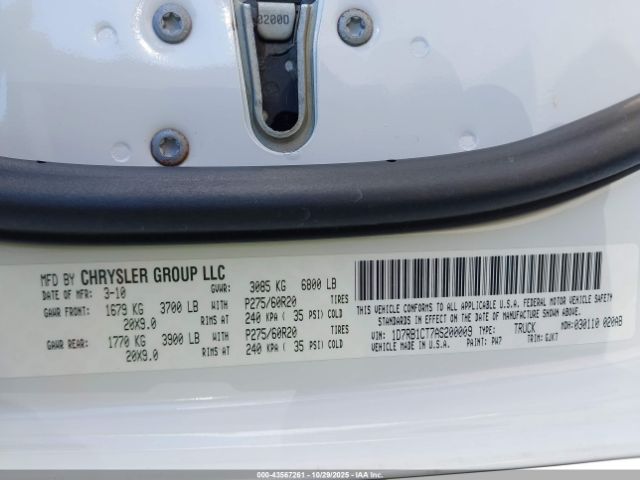 02000
MFD BY CHRYSLER GROUP LLC
DATE OF MFR: 3-10 GVWR: 3085 KG 6800 LB
GAWR FRONT: 1679 KG 3700 LB WITH P275/60R20 TIRES
20X9.0 RIMS AT 240 KPA ( 35 PSI) COLD
GAWR REAR: 1770 KG 3900 LB WITH P275/60R20 TIRES
20X9.0 RIMS AT 240 KPA ( 35 PSI) COLD
THIS VEHICLE CONFORMS TO ALL APPLICABLE U.S.A. FEDERAL MOTOR VEHICLE SAFETY
STANDARDS IN EFFECT ON THE DATE OF MANUFACTURE SHOWN ABOVE.
VIN: 1D7RB1CT7AS200009 TYPE: TRUCK MDH: 030110 020AB
VEHICLE MADE IN U.S.A. PAINT: PW7 TRIM: GJK7
000-43567261 - 10/29/2025 - IAA Inc.